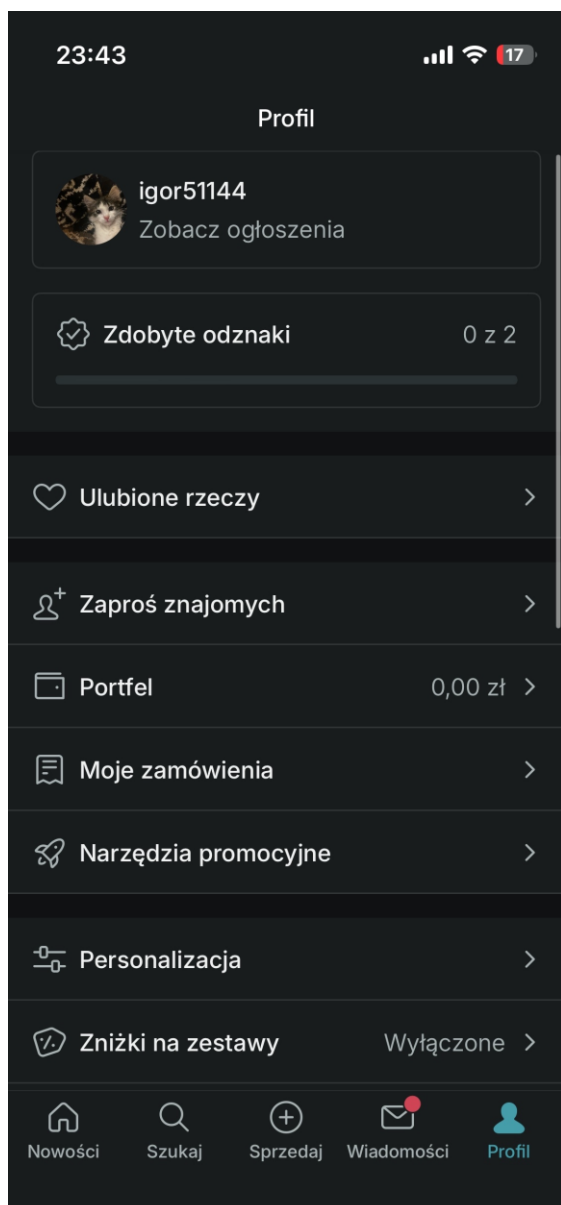 23:43
17
Profil
igor51144
Zobacz ogłoszenia
Zdobyte odznaki 0 z 2
Ulubione rzeczy
Zaproś znajomych
Portfel 0,00 zł
Moje zamówienia
Narzędzia promocyjne
Personalizacja
Zniżki na zestawy Wyłączone
Nowości Szukaj Sprzedaj Wiadomości Profil